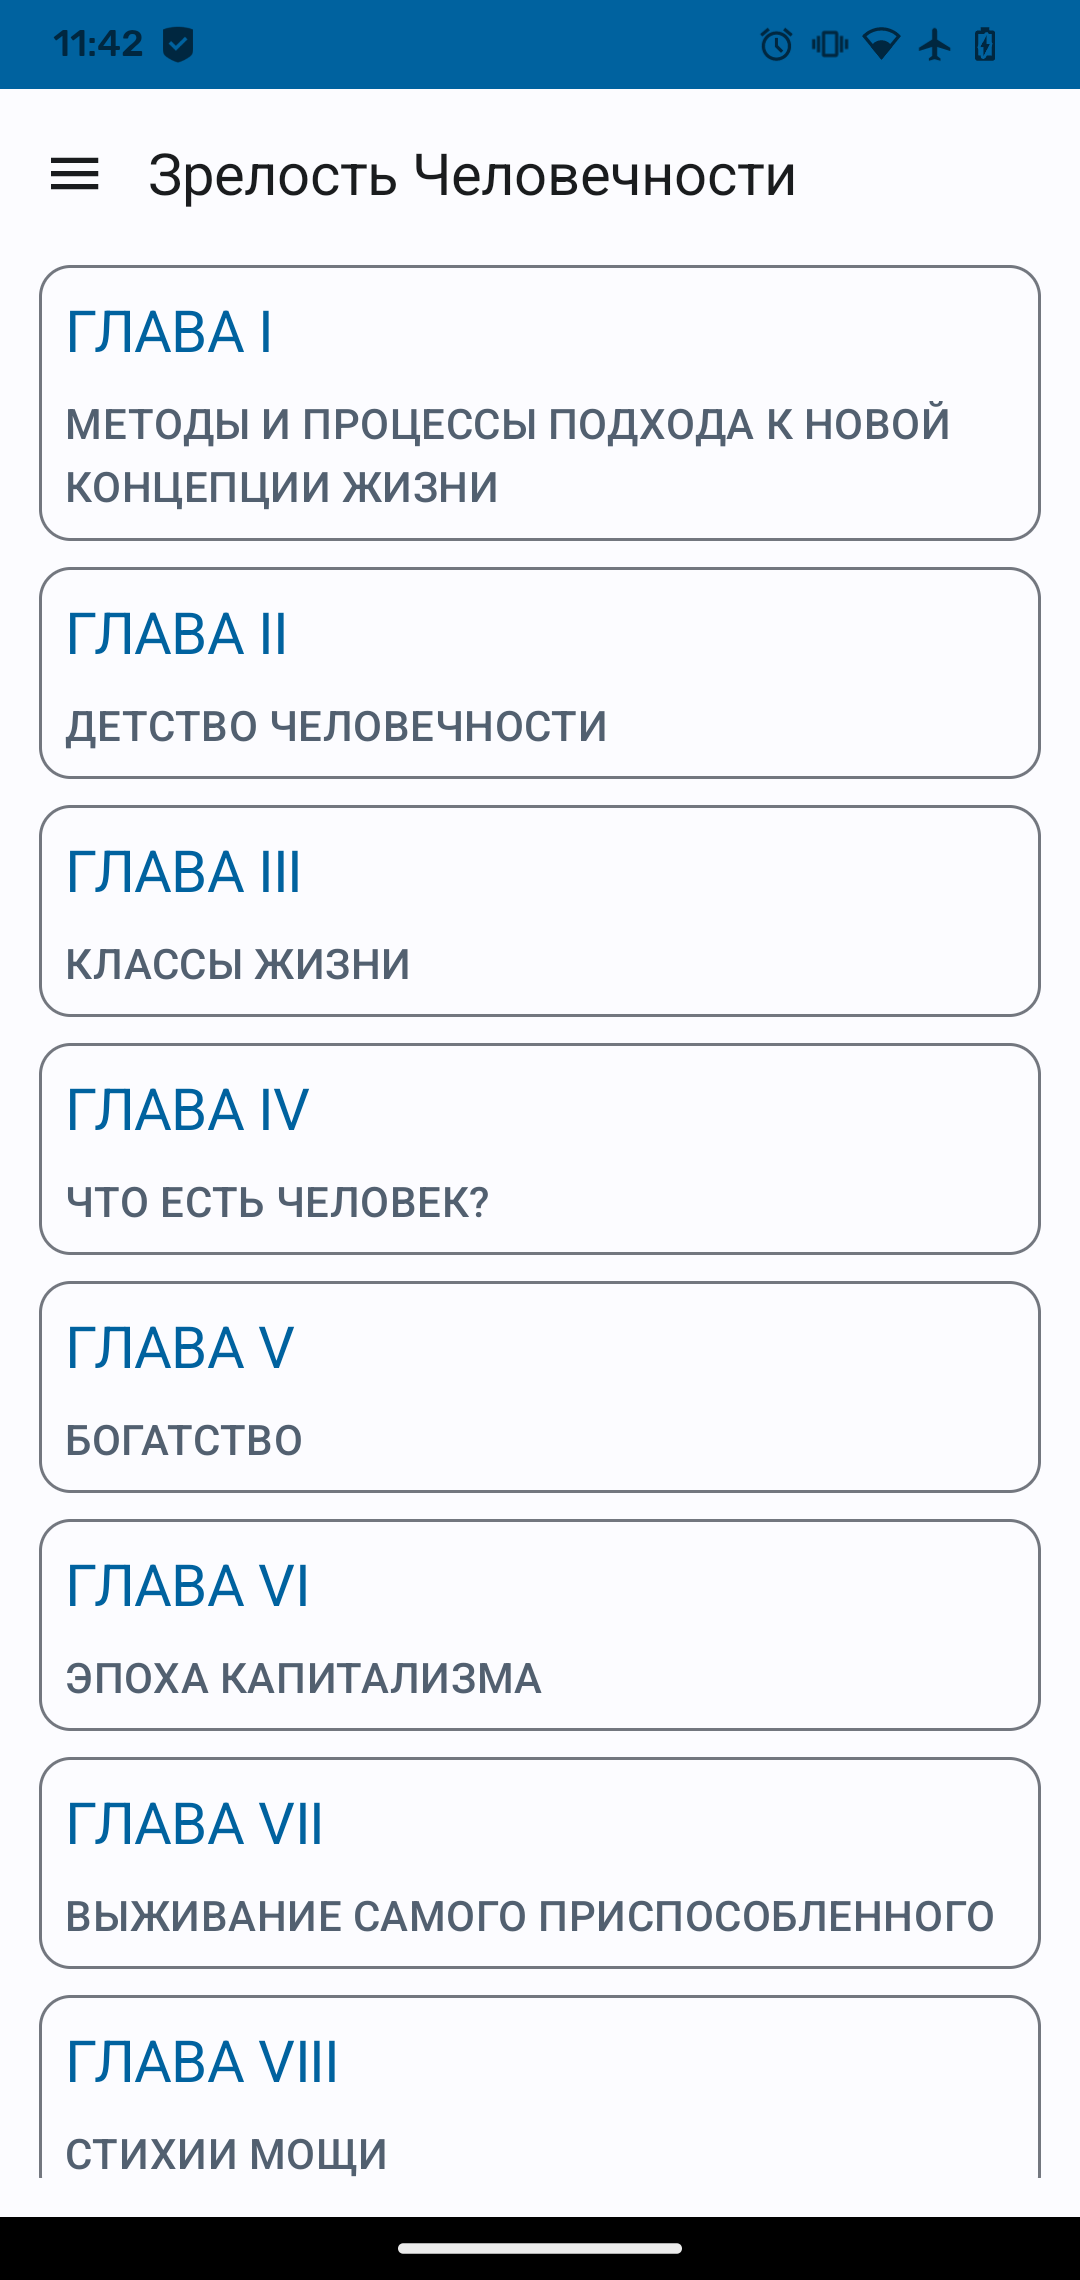 11:42
Зрелость Человечности
ГЛАВА I
МЕТОДЫ И ПРОЦЕССЫ ПОДХОДА К НОВОЙ
КОНЦЕПЦИИ ЖИЗНИ
ГЛАВА II
ДЕТСТВО ЧЕЛОВЕЧНОСТИ
ГЛАВА III
КЛАССЫ ЖИЗНИ
ГЛАВА IV
ЧТО ЕСТЬ ЧЕЛОВЕК?
ГЛАВА V
БОГАТСТВО
ГЛАВА VI
ЭПОХА КАПИТАЛИЗМА
ГЛАВА VII
ВЫЖИВАНИЕ САМОГО ПРИСПОСОБЛЕННОГО
ГЛАВА VIII
СТИХИИ МОЩИ